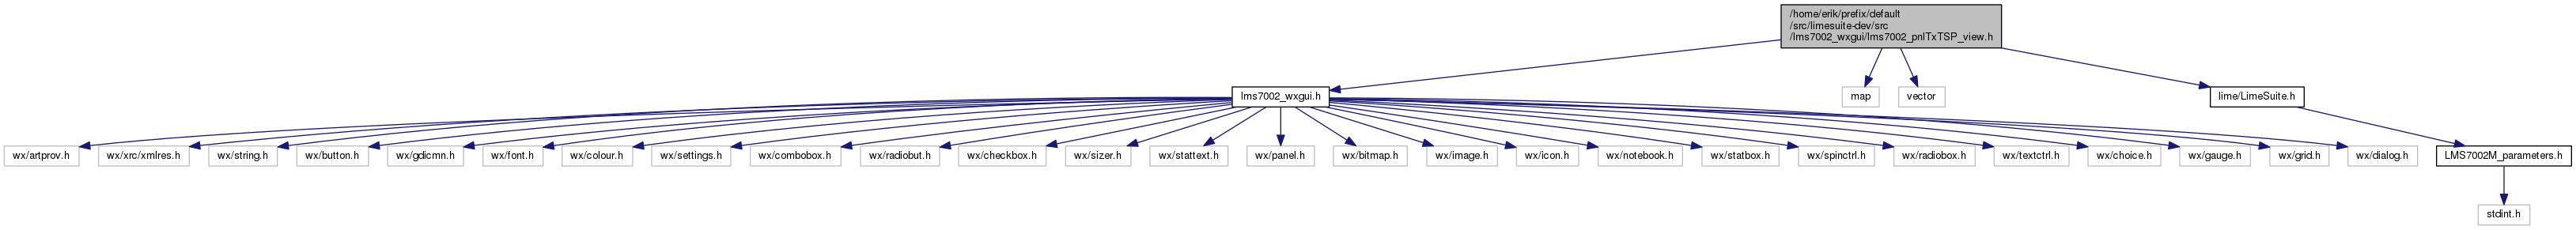 /home/erik/prefix/default
/src/limesuite-dev/src
/lms7002_wxgui/lms7002_pnlTxTSP_view.h
lms7002_wxgui.h
map
vector
lime/LimeSuite.h
wx/artprov.h
wx/xrc/xmlres.h
wx/string.h
wx/button.h
wx/gdicmn.h
wx/font.h
wx/colour.h
wx/settings.h
wx/combobox.h
wx/radiobut.h
wx/checkbox.h
wx/sizer.h
wx/stattext.h
wx/panel.h
wx/bitmap.h
wx/image.h
wx/icon.h
wx/notebook.h
wx/statbox.h
wx/spinctrl.h
wx/radiobox.h
wx/textctrl.h
wx/choice.h
wx/gauge.h
wx/grid.h
wx/dialog.h
LMS7002M_parameters.h
stdint.h